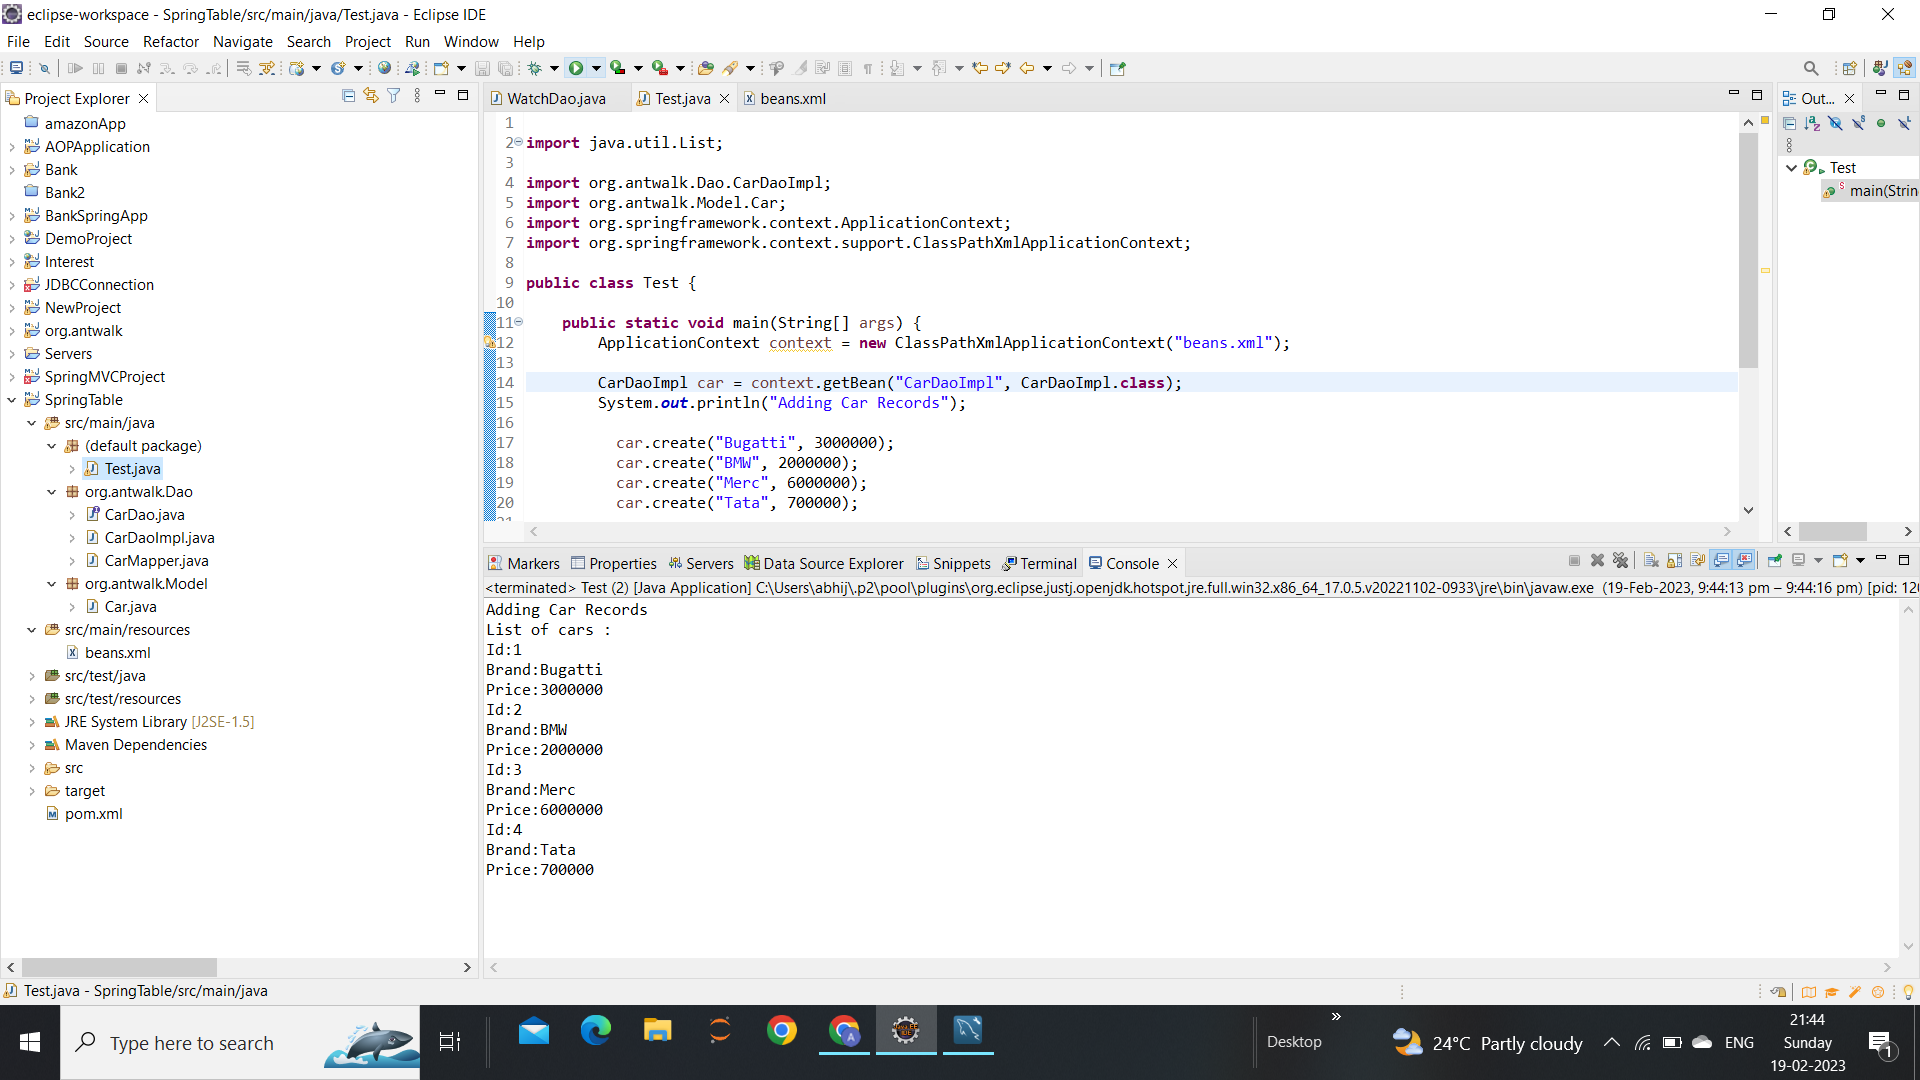 eclipse-workspace - SpringTable/src/main/java/Test.java - Eclipse IDE
File Edit Source Refactor Navigate Search Project Run Window Help
Project Explorer
amazonApp
AOPApplication
Bank
Bank2
BankSpringApp
DemoProject
Interest
JDBCConnection
NewProject
org.antwalk
Servers
SpringMVCProject
SpringTable
src/main/java
(default package)
Test.java
org.antwalk.Dao
CarDao.java
CarDaoImpl.java
CarMapper.java
org.antwalk.Model
Car.java
src/main/resources
beans.xml
src/test/java
src/test/resources
JRE System Library [J2SE-1.5]
Maven Dependencies
src
target
pom.xml
WatchDao.java Test.java beans.xml
1
2 import java.util.List;
3
4 import org.antwalk.Dao.CarDaoImpl;
5 import org.antwalk.Model.Car;
6 import org.springframework.context.ApplicationContext;
7 import org.springframework.context.support.ClassPathXmlApplicationContext;
8
9 public class Test {
10
11 public static void main(String[] args) {
12 ApplicationContext context = new ClassPathXmlApplicationContext("beans.xml");
13
14 CarDaoImpl car = context.getBean("CarDaoImpl", CarDaoImpl.class);
15 System.out.println("Adding Car Records");
16
17 car.create("Bugatti", 3000000);
18 car.create("BMW", 2000000);
19 car.create("Merc", 6000000);
20 car.create("Tata", 700000);
Out...
Test
main(Strin
Markers Properties Servers Data Source Explorer Snippets Terminal Console
<terminated> Test (2) [Java Application] C:\Users\abhij\.p2\pool\plugins\org.eclipse.justj.openjdk.hotspot.jre.full.win32.x86_64_17.0.5.v20221102-0933\jre\bin\javaw.exe (19-Feb-2023, 9:44:13 pm – 9:44:16 pm) [pid: 120
Adding Car Records
List of cars :
Id:1
Brand:Bugatti
Price:3000000
Id:2
Brand:BMW
Price:2000000
Id:3
Brand:Merc
Price:6000000
Id:4
Brand:Tata
Price:700000
Test.java - SpringTable/src/main/java
Type here to search
Desktop
24°C Partly cloudy
ENG
21:44
Sunday
19-02-2023
1